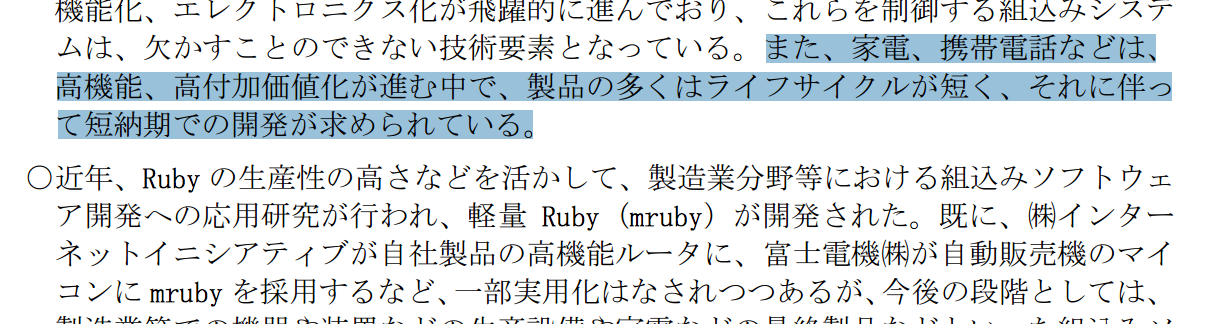 機能化、エレクトロニクス化が飛躍的に進んでおり、これらを制御する組込みシステ
ムは、欠かすことのできない技術要素となっている。また、家電、携帯電話などは、
高機能、高付加価値化が進む中で、製品の多くはライフサイクルが短く、それに伴っ
て短納期での開発が求められている。
○近年、Ruby の生産性の高さなどを活かして、製造業分野等における組込みソフトウェ
ア開発への応用研究が行われ、軽量 Ruby（mruby）が開発された。既に、㈱インター
ネットイニシアティブが自社製品の高機能ルータに、富士電機㈱が自動販売機のマイ
コンに mruby を採用するなど、一部実用化はなされつつあるが、今後の段階としては、